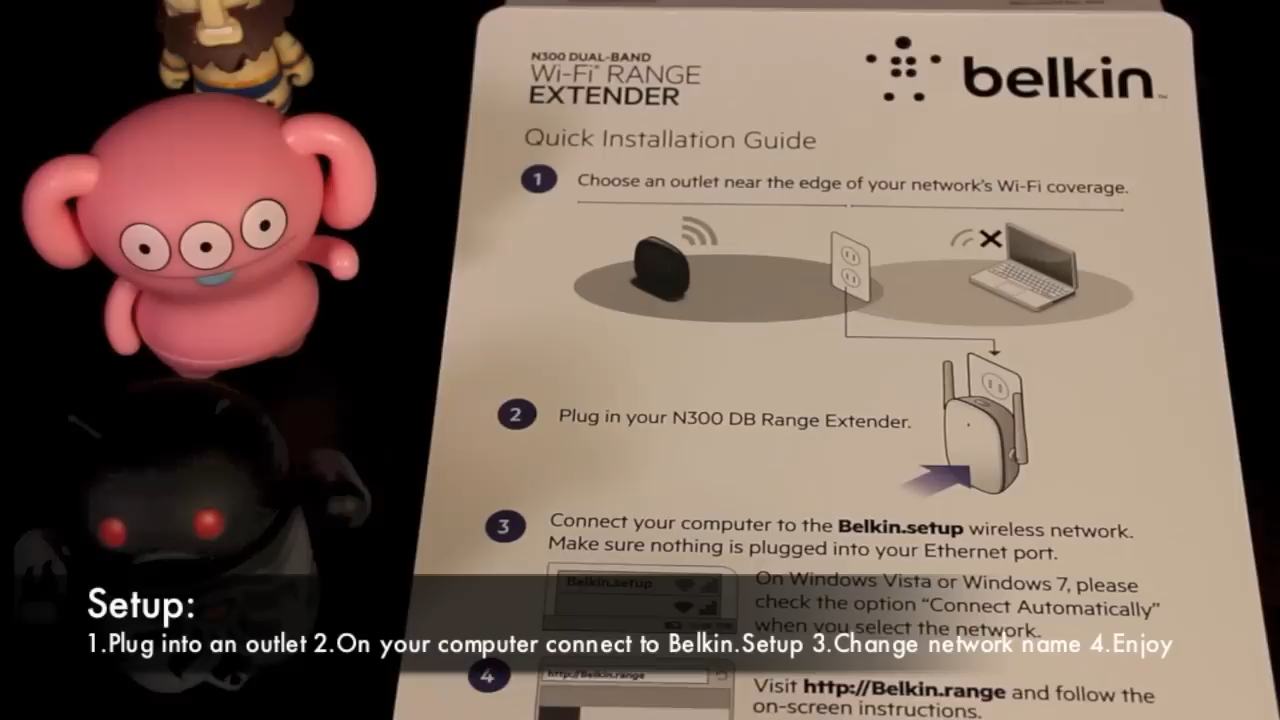 N300 DUAL-BAND
Wi-Fi® RANGE
EXTENDER
belkin™
Quick Installation Guide
1 Choose an outlet near the edge of your network's Wi-Fi coverage.
2 Plug in your N300 DB Range Extender.
3 Connect your computer to the Belkin.setup wireless network.
Make sure nothing is plugged into your Ethernet port.
Belkin.setup
On Windows Vista or Windows 7, please
check the option “Connect Automatically”
when you select the network.
Setup:
1.Plug into an outlet 2.On your computer connect to Belkin.Setup 3.Change network name 4.Enjoy
4 http://Belkin.range
Visit http://Belkin.range and follow the
on-screen instructions.